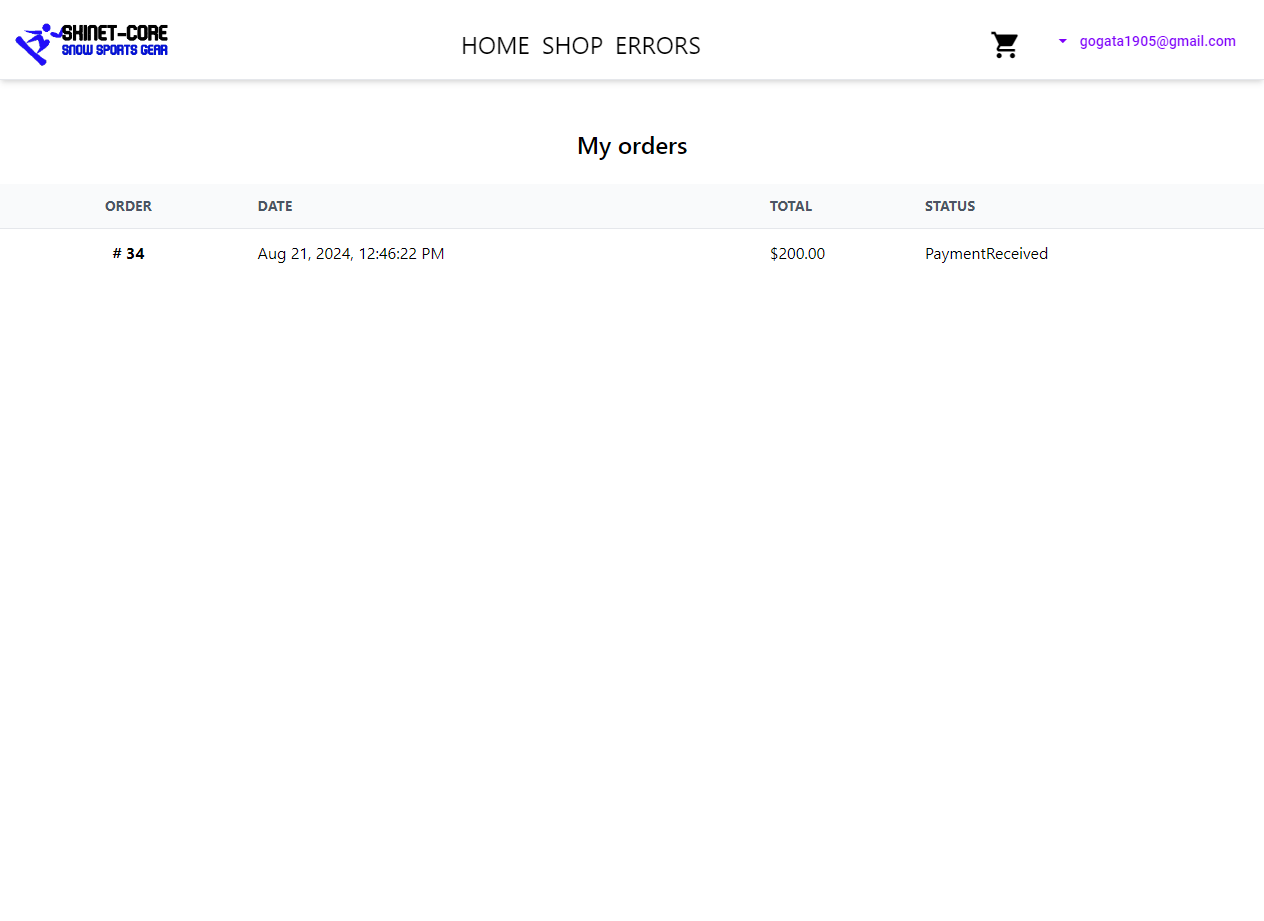 SKINET-CORE
SNOW SPORTS GEAR
HOME SHOP ERRORS
gogata1905@gmail.com
My orders
ORDER DATE TOTAL STATUS
# 34 Aug 21, 2024, 12:46:22 PM $200.00 PaymentReceived